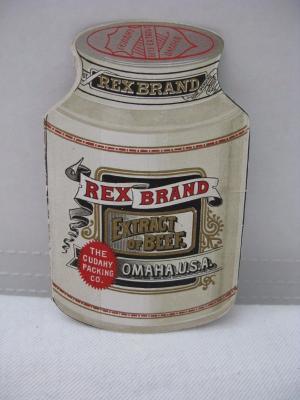 REX BRAND
REX BRAND
EXTRACT
OF BEEF.
THE
CUDAHY
PACKING
CO.
OMAHA U.S.A.